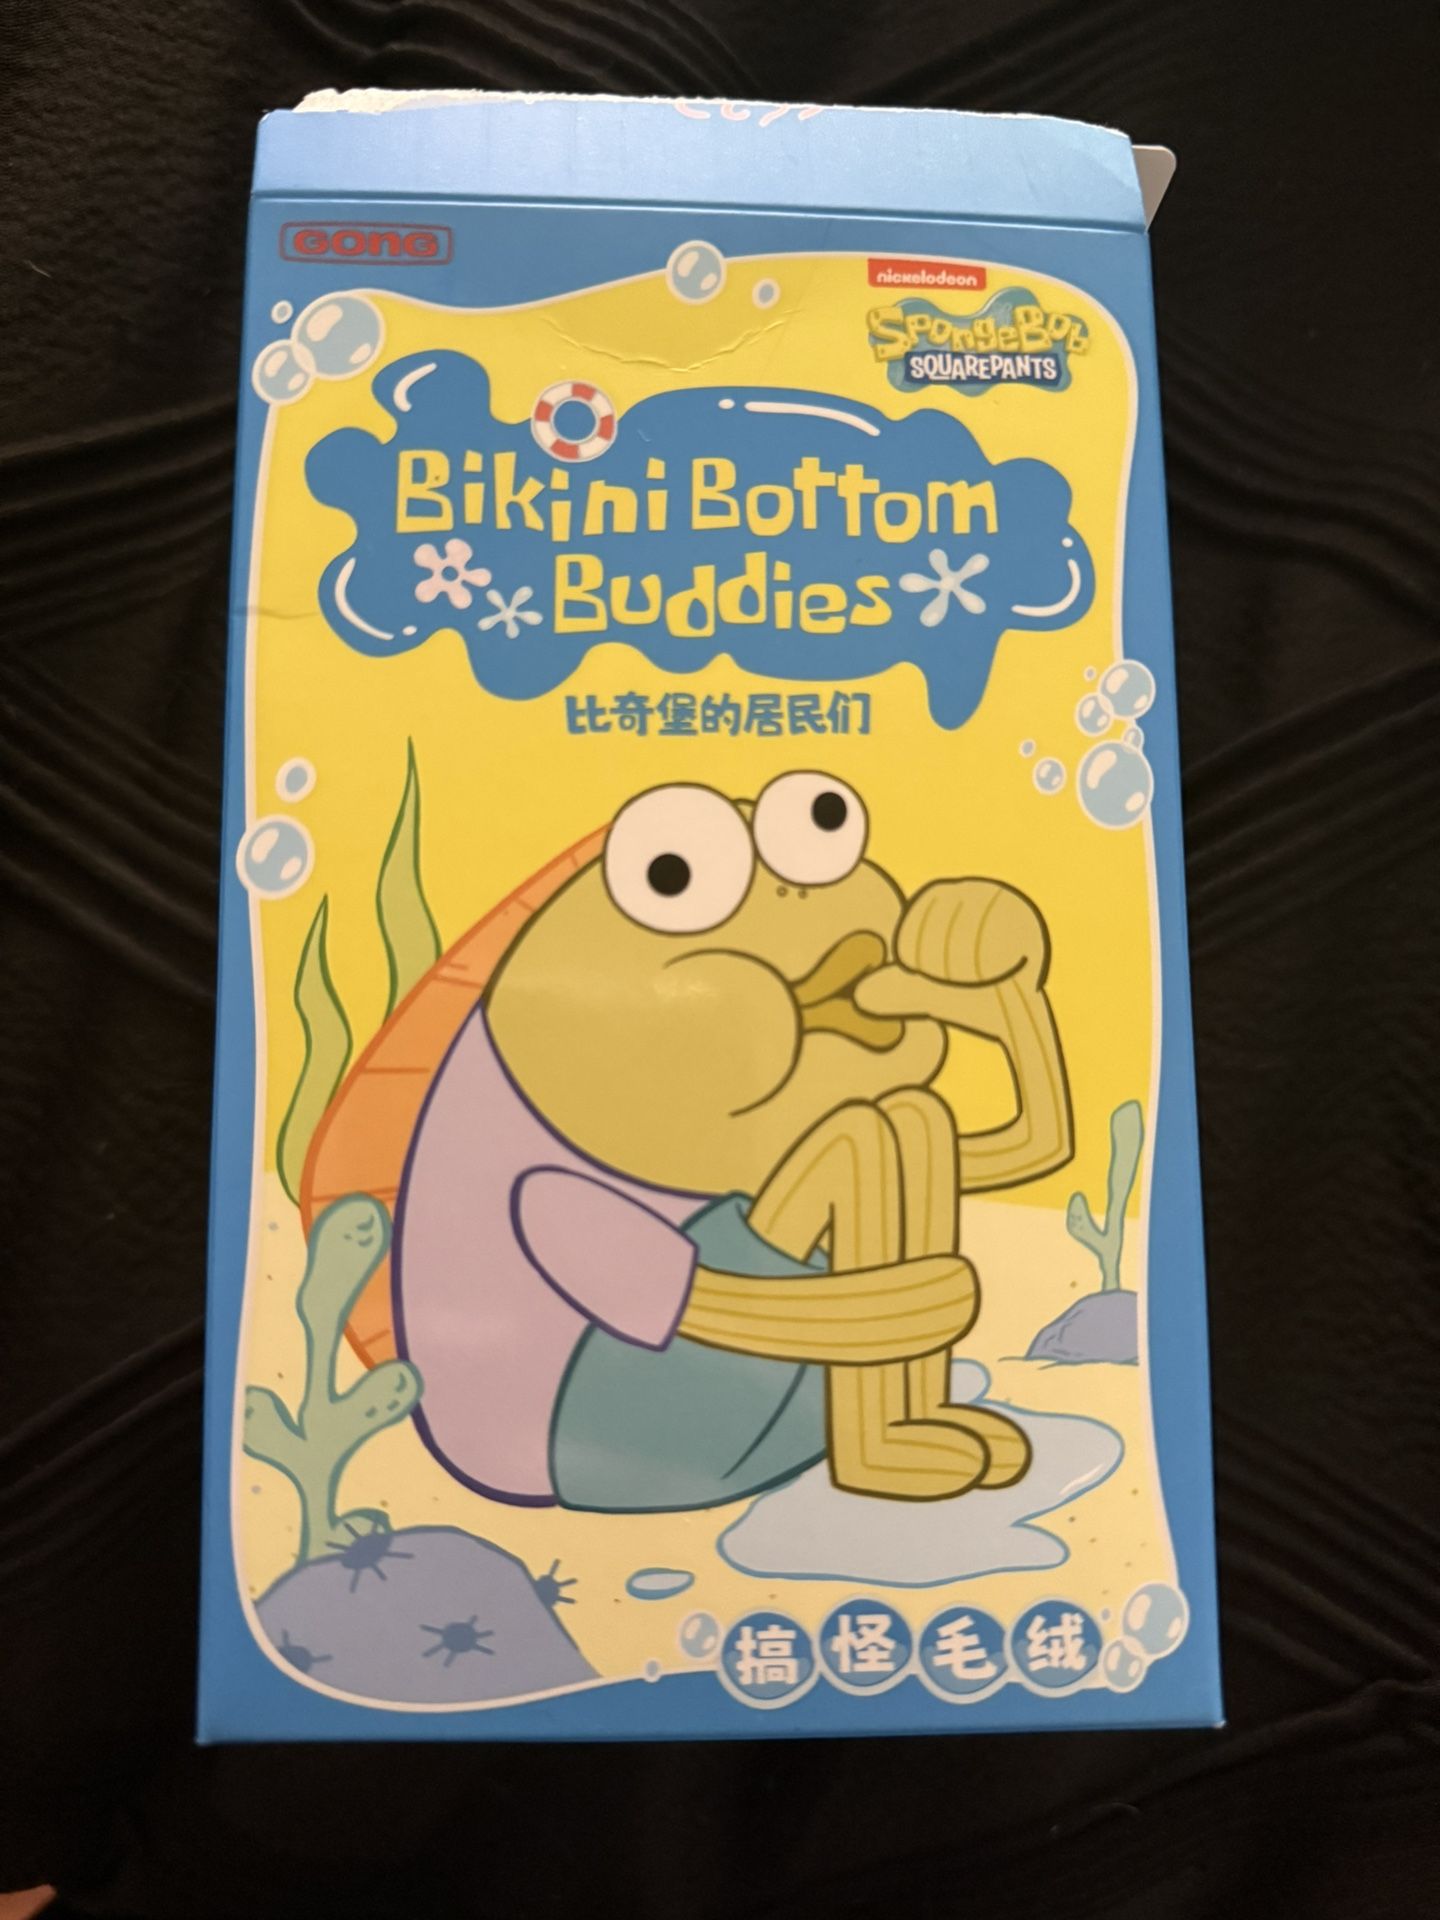 GONG
nickelodeon
SpongeBob
SQUAREPANTS
Bikini Bottom
Buddies
比奇堡的居民们
搞怪毛绒